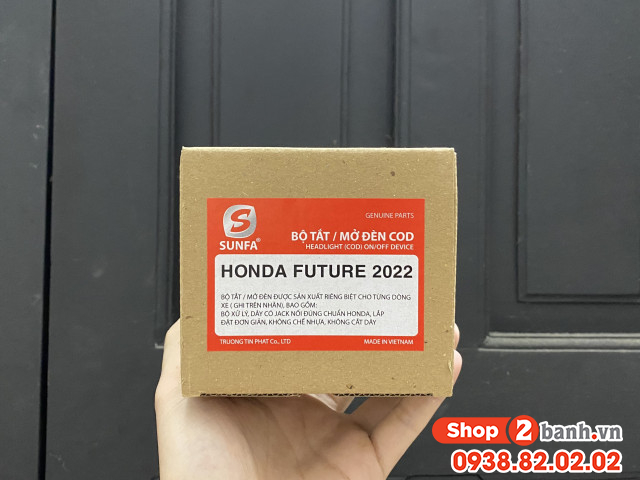 GENUINE PARTS
S
SUNFA®
BỘ TẮT / MỞ ĐÈN COD
HEADLIGHT (COD) ON/OFF DEVICE
HONDA FUTURE 2022
BỘ TẮT / MỞ ĐÈN ĐƯỢC SẢN XUẤT RIÊNG BIỆT CHO TỪNG DÒNG
XE ( GHI TRÊN NHÃN), BAO GỒM:
BỘ XỬ LÝ, DÂY CÓ JACK NỐI ĐÚNG CHUẨN HONDA, LẮP
ĐẶT ĐƠN GIẢN, KHÔNG CHẾ NHỰA, KHÔNG CẮT DÂY
TRUONG TIN PHAT Co., LTD
MADE IN VIETNAM
Shop2banh.vn
0938.82.02.02